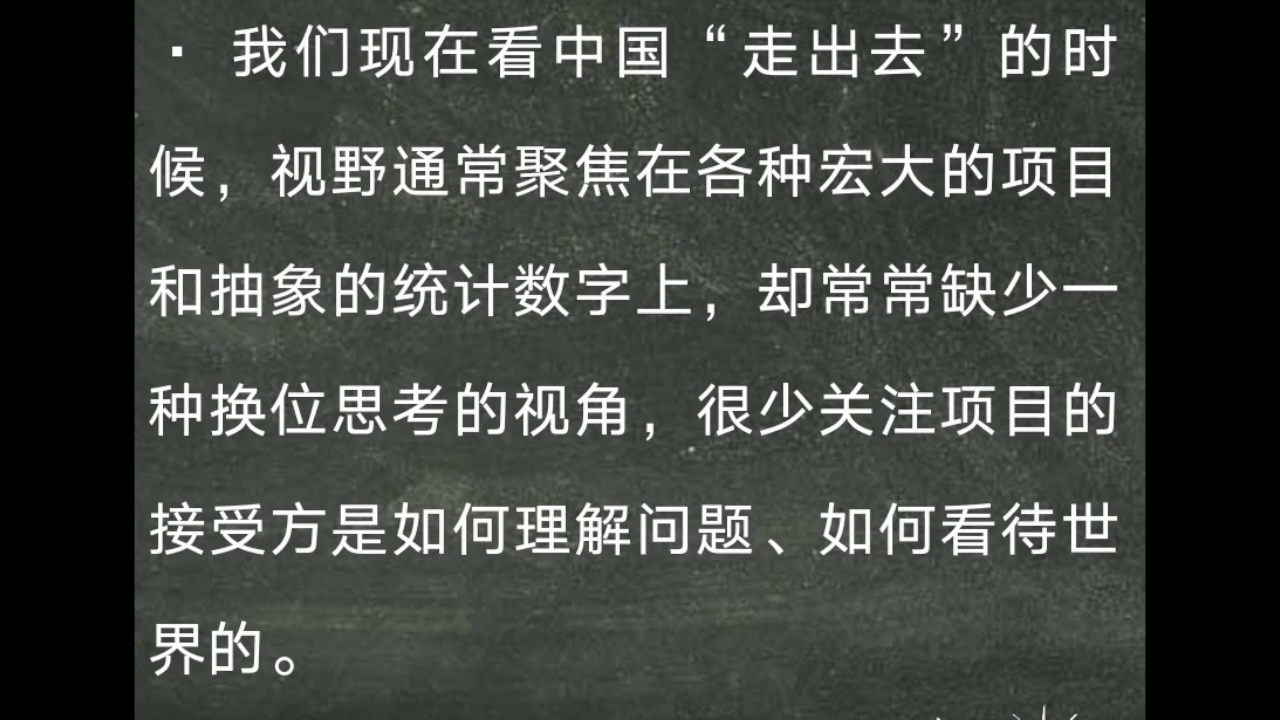 · 我们现在看中国“走出去”的时
候，视野通常聚焦在各种宏大的项目
和抽象的统计数字上，却常常缺少一
种换位思考的视角，很少关注项目的
接受方是如何理解问题、如何看待世
界的。